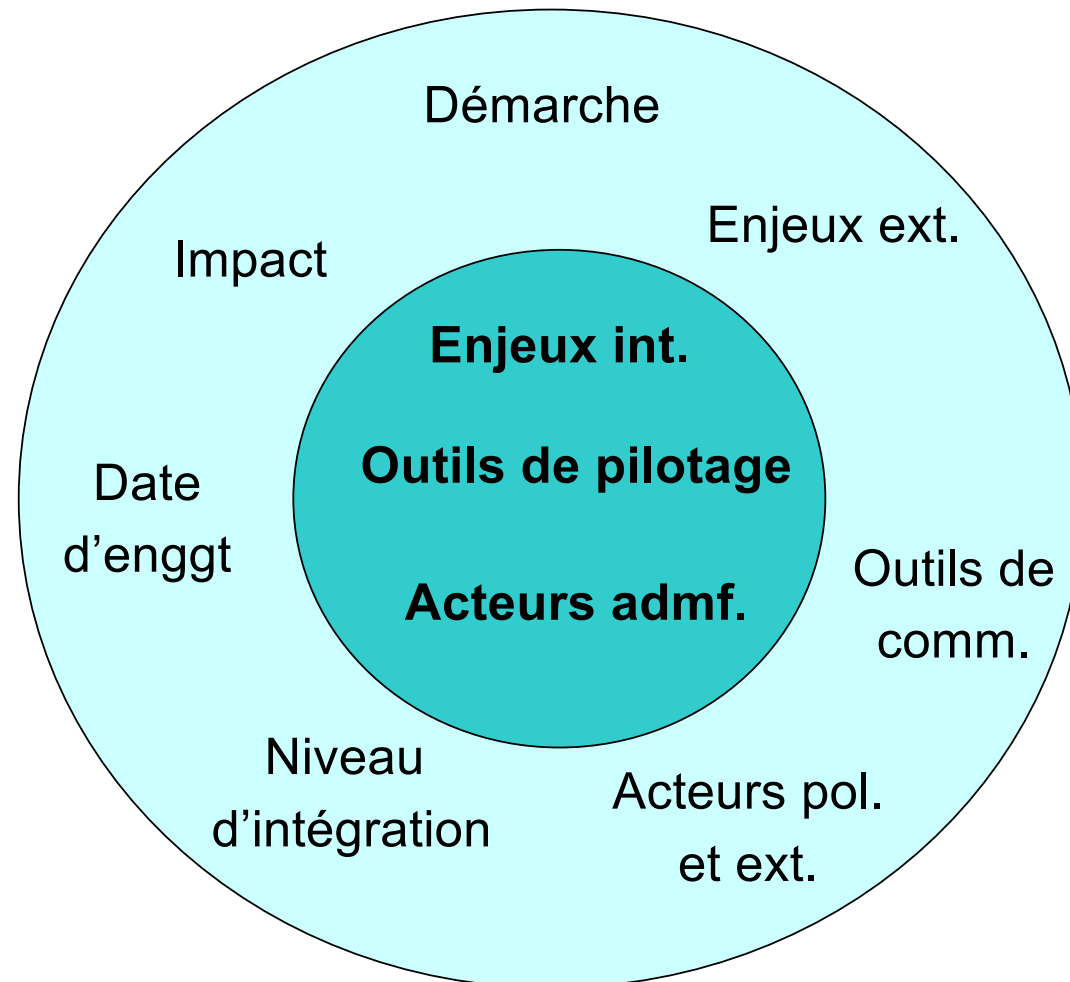 Démarche
Enjeux ext.
Impact
Enjeux int.
Outils de pilotage
Date
d’enggt
Outils de
comm.
Acteurs admf.
Niveau
d’intégration
Acteurs pol.
et ext.